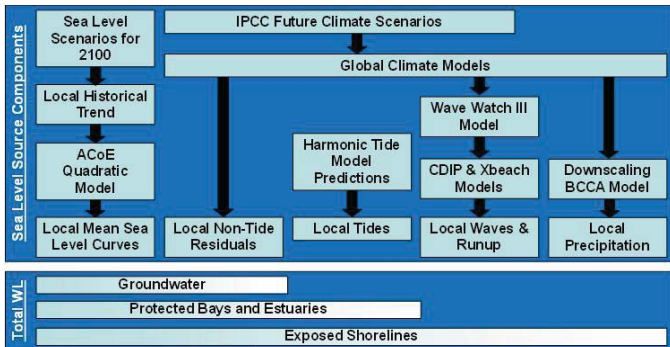 Sea Level Source Components
Sea Level
Scenarios for
2100
IPCC Future Climate Scenarios
Global Climate Models
Local Historical
Trend
Wave Watch III
Model
Harmonic Tide
Model
Predictions
ACoE
Quadratic
Model
CDIP & Xbeach
Models
Downscaling
BCCA Model
Local Mean Sea
Level Curves
Local Non-Tide
Residuals
Local Tides
Local Waves &
Runup
Local
Precipitation
Total WL
Groundwater
Protected Bays and Estuaries
Exposed Shorelines